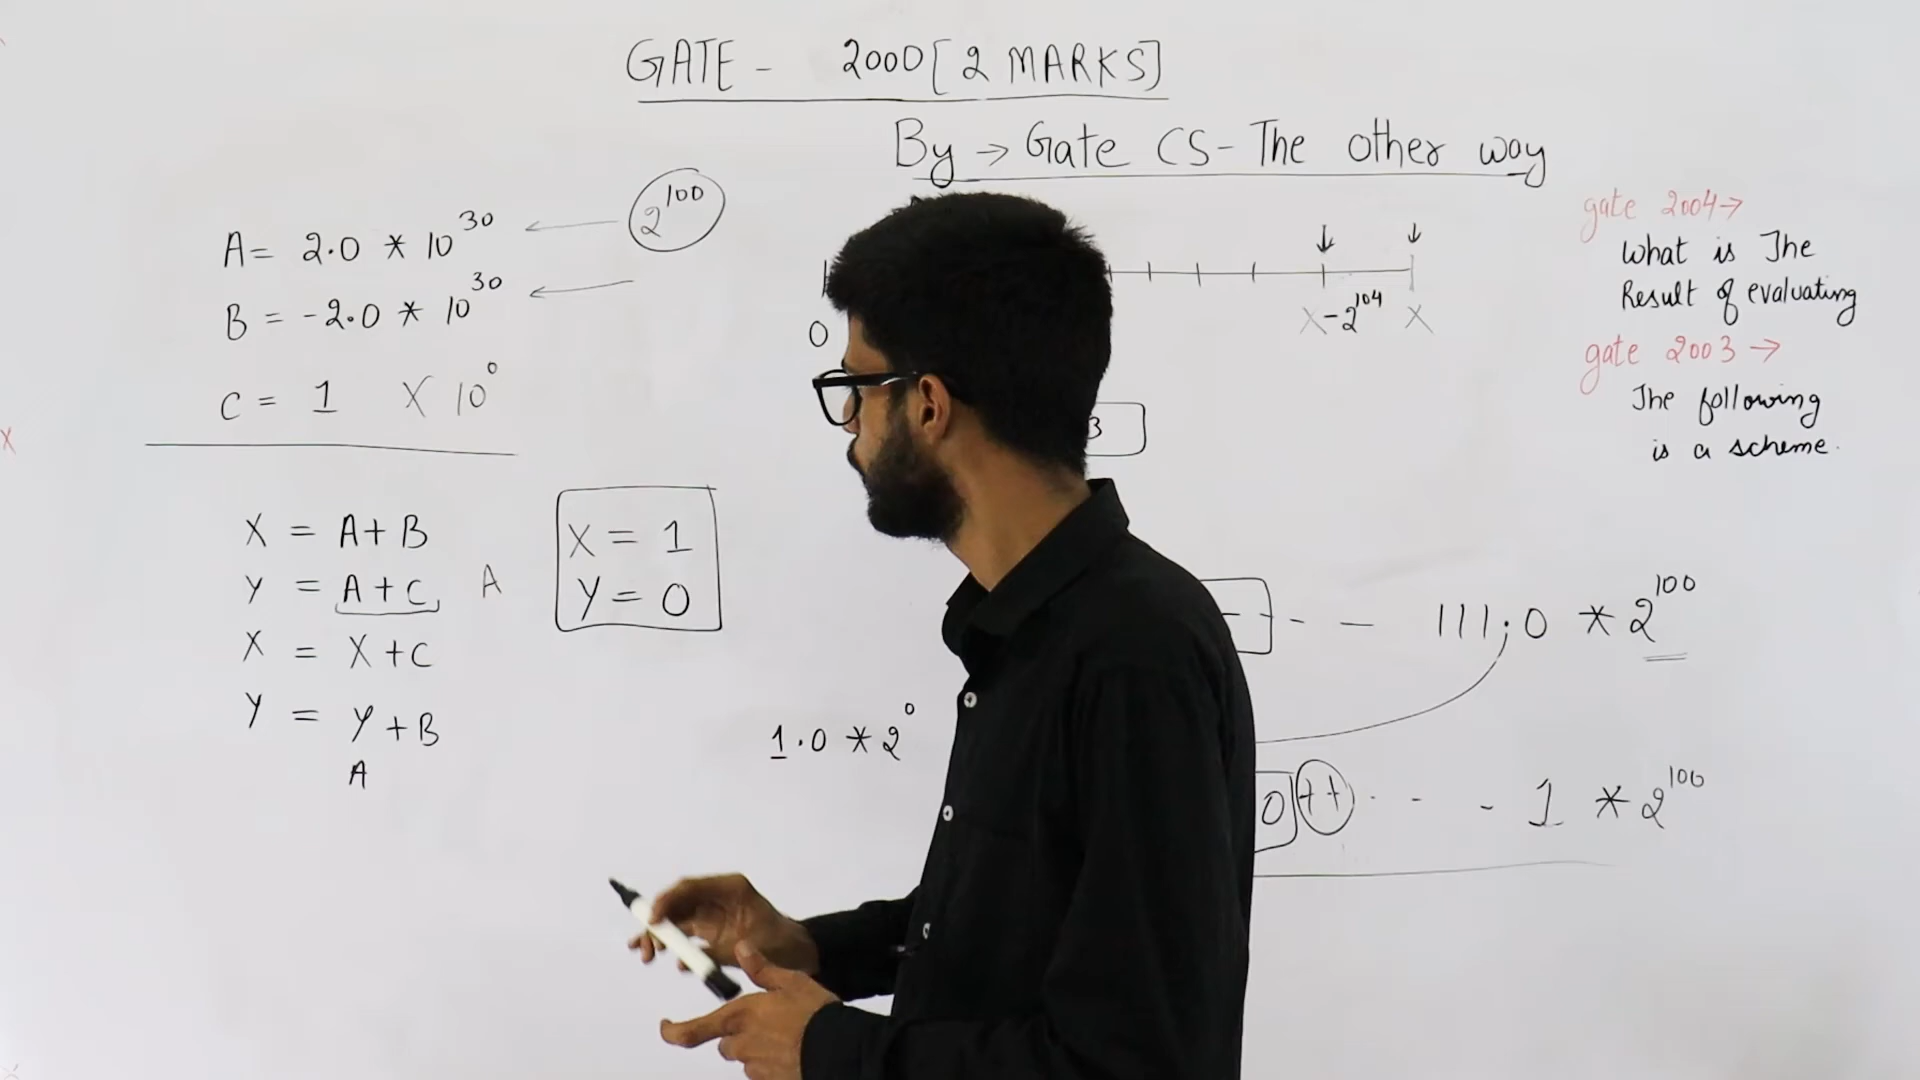 GATE - 2000 [2 MARKS]
By → Gate CS - The other way
A = 2.0 * 10^30
2^100
B = -2.0 * 10^30
C = 1 X 10^0
X = A + B
Y = A + C A
X = X + C
Y = Y + B
A
X = 1
Y = 0
0
X - 2^104 X
3
1.0 * 2^0
- - - 111.0 * 2^100
0 ++ - - - 1 * 2^100
gate 2004 →
What is The
Result of evaluating
gate 2003 →
The following
is a scheme.
X